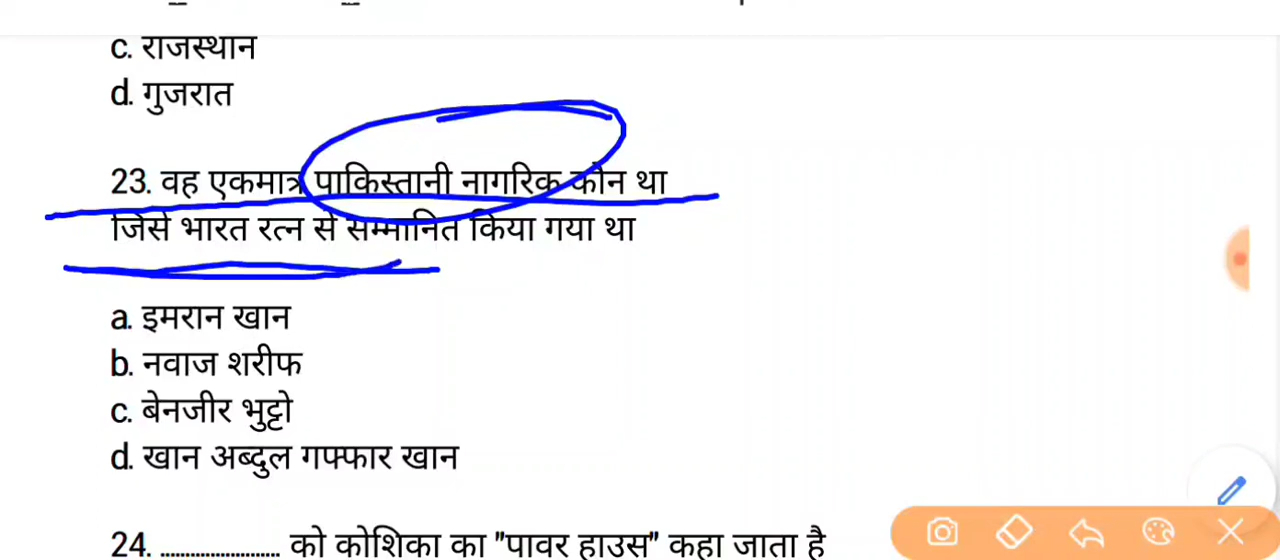 c. राजस्थान
d. गुजरात
23. वह एकमात्र पाकिस्तानी नागरिक कौन था
जिसे भारत रत्न से सम्मानित किया गया था
a. इमरान खान
b. नवाज शरीफ
c. बेनजीर भुट्टो
d. खान अब्दुल गफ्फार खान
24. ........................ को कोशिका का "पावर हाउस" कहा जाता है